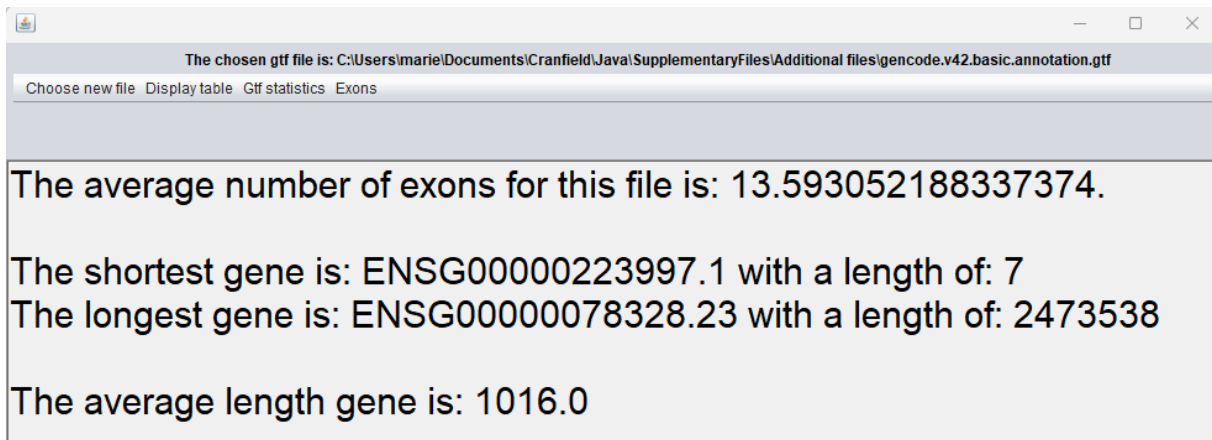 The chosen gtf file is: C:\Users\marie\Documents\Cranfield\Java\SupplementaryFiles\Additional files\gencode.v42.basic.annotation.gtf
Choose new file Display table Gtf statistics Exons
The average number of exons for this file is: 13.593052188337374.
The shortest gene is: ENSG00000223997.1 with a length of: 7
The longest gene is: ENSG00000078328.23 with a length of: 2473538
The average length gene is: 1016.0